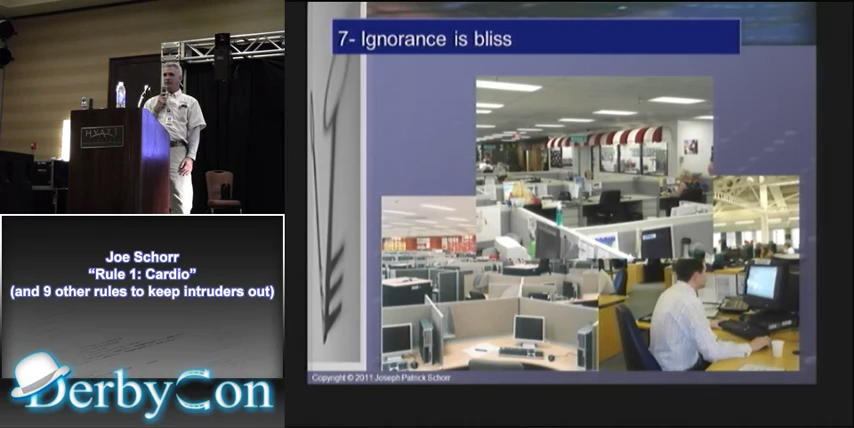 7- Ignorance is bliss
HYATT
Joe Schorr
“Rule 1: Cardio”
(and 9 other rules to keep intruders out)
Copyright © 2011 Joseph Patrick Schorr
DerbyCon